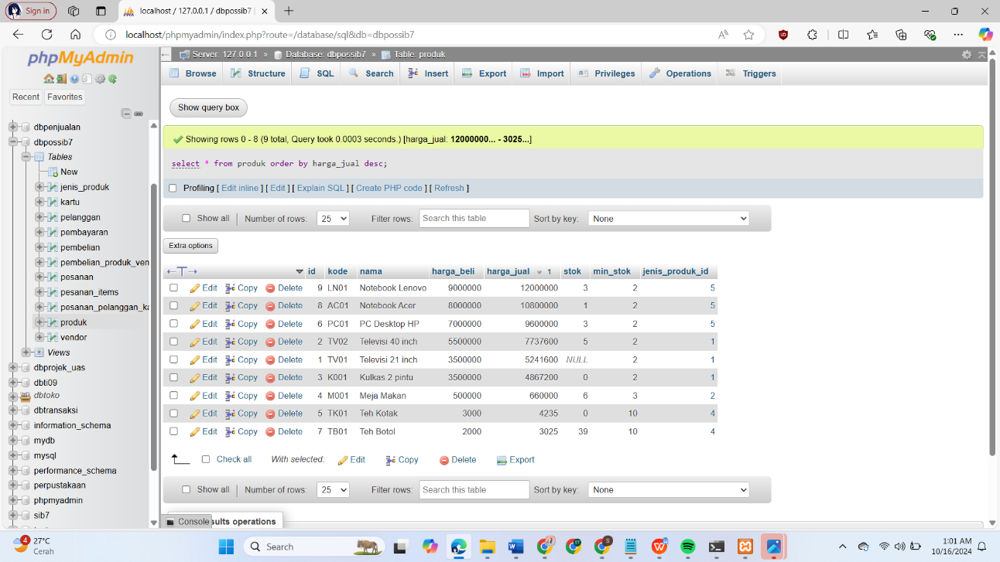 Sign in
localhost / 127.0.0.1 / dbpossib7 |
localhost/phpmyadmin/index.php?route=/database/sql&db=dbpossib7
phpMyAdmin
Recent Favorites
dbpenjualan
dbpossib7
Tables
New
jenis_produk
kartu
pelanggan
pembayaran
pembelian
pembelian_produk_ven
pesanan
pesanan_items
pesanan_pelanggan_ka
produk
vendor
Views
dbprojek_uas
dbti09
dbtoko
dbtransaksi
information_schema
mydb
mysql
performance_schema
perpustakaan
phpmyadmin
sib7
Server: 127.0.0.1 » Database: dbpossib7 » Table: produk
Browse Structure SQL Search Insert Export Import Privileges Operations Triggers
Show query box
Showing rows 0 - 8 (9 total, Query took 0.0003 seconds.) [harga_jual: 12000000... - 3025...]
select * from produk order by harga_jual desc;
Profiling [ Edit inline ] [ Edit ] [ Explain SQL ] [ Create PHP code ] [ Refresh ]
Show all Number of rows: 25 Filter rows: Search this table Sort by key: None
Extra options
id kode nama harga_beli harga_jual 1 stok min_stok jenis_produk_id
Edit Copy Delete 9 LN01 Notebook Lenovo 9000000 12000000 3 2 5
Edit Copy Delete 8 AC01 Notebook Acer 8000000 10800000 1 2 5
Edit Copy Delete 6 PC01 PC Desktop HP 7000000 9600000 3 2 5
Edit Copy Delete 2 TV02 Televisi 40 inch 5500000 7737600 5 2 1
Edit Copy Delete 1 TV01 Televisi 21 inch 3500000 5241600 NULL 2 1
Edit Copy Delete 3 K001 Kulkas 2 pintu 3500000 4867200 0 2 1
Edit Copy Delete 4 M001 Meja Makan 500000 660000 6 3 2
Edit Copy Delete 5 TK01 Teh Kotak 3000 4235 0 10 4
Edit Copy Delete 7 TB01 Teh Botol 2000 3025 39 10 4
Check all With selected: Edit Copy Delete Export
Show all Number of rows: 25 Filter rows: Search this table Sort by key: None
Console sults operations
4 27°C
Cerah
Search
1:01 AM
10/16/2024